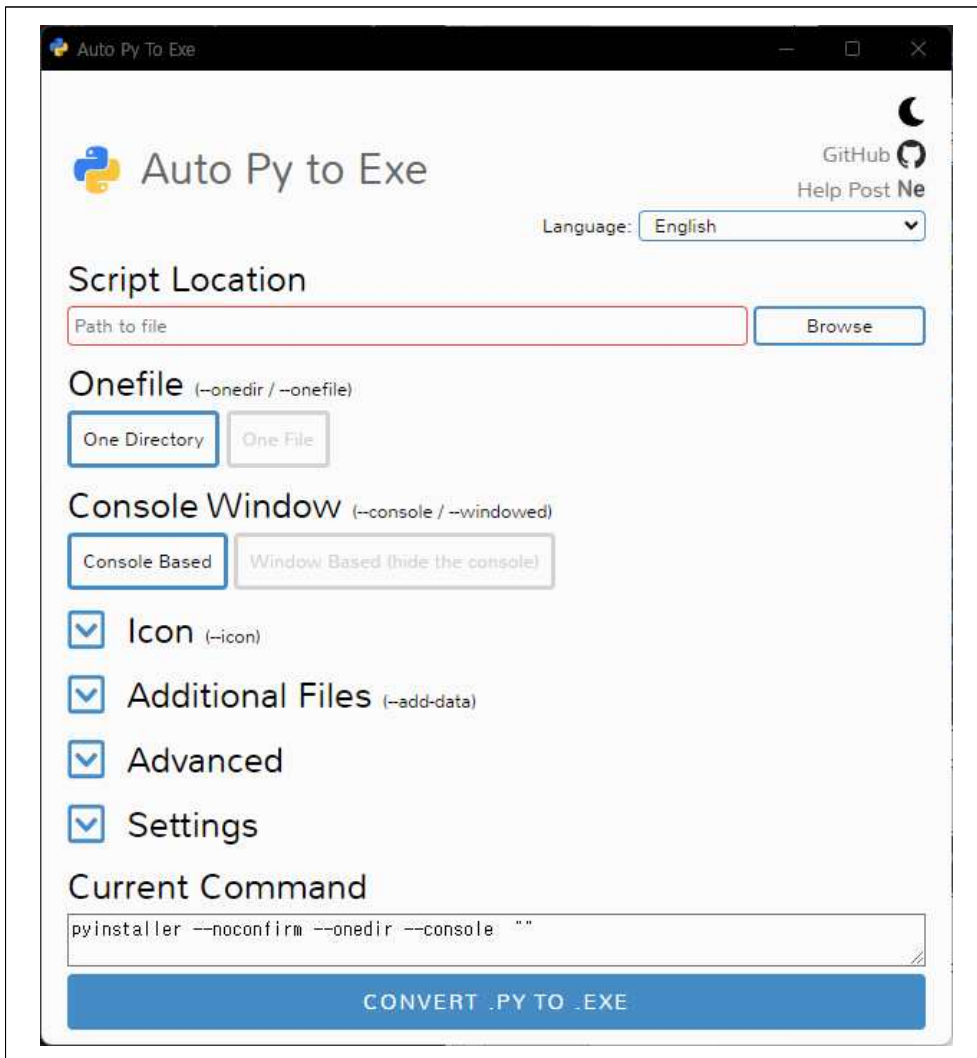 Auto Py To Exe
Auto Py to Exe
GitHub
Help Post Ne
Language: English
Script Location
Path to file Browse
Onefile (--onedir / --onefile)
One Directory One File
Console Window (--console / --windowed)
Console Based Window Based (hide the console)
Icon (--icon)
Additional Files (--add-data)
Advanced
Settings
Current Command
pyinstaller --noconfirm --onedir --console ""
CONVERT .PY TO .EXE